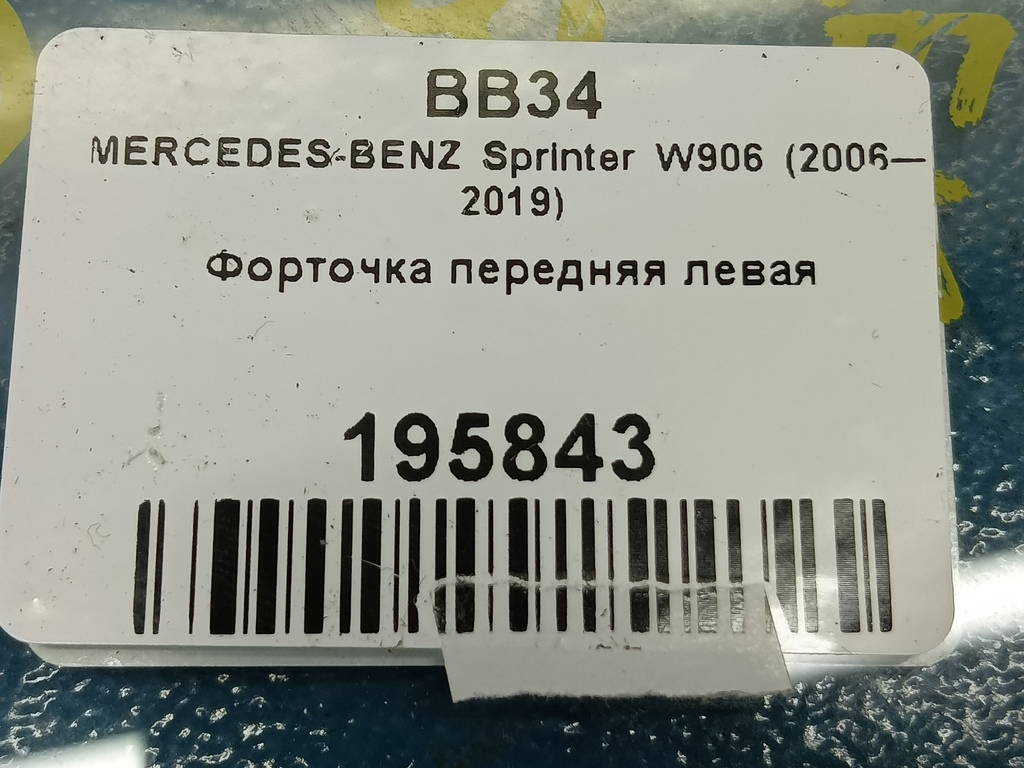 BB34
MERCEDES-BENZ Sprinter W906 (2006—
2019)
Форточка передняя левая
195843